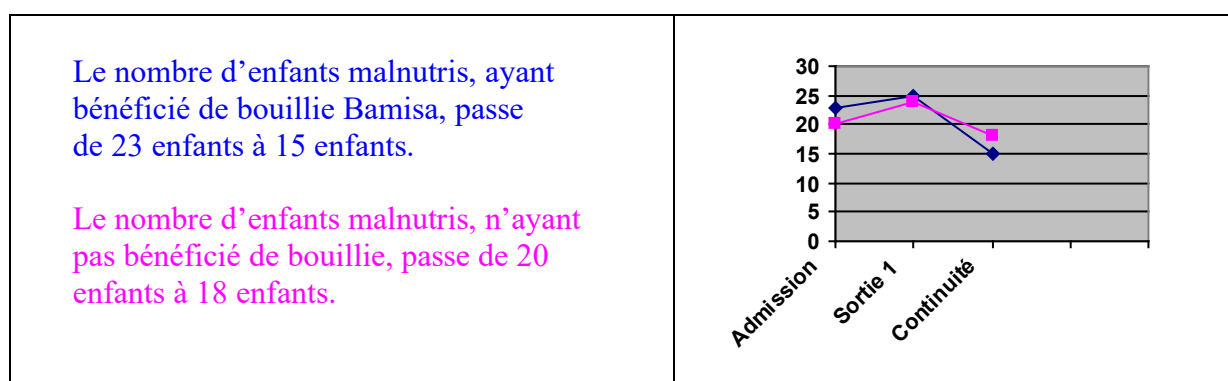 Le nombre d’enfants malnutris, ayant
bénéficié de bouillie Bamisa, passe
de 23 enfants à 15 enfants.
Le nombre d’enfants malnutris, n’ayant
pas bénéficié de bouillie, passe de 20
enfants à 18 enfants.
30
25
20
15
10
5
0
Admission
Sortie 1
Continuité